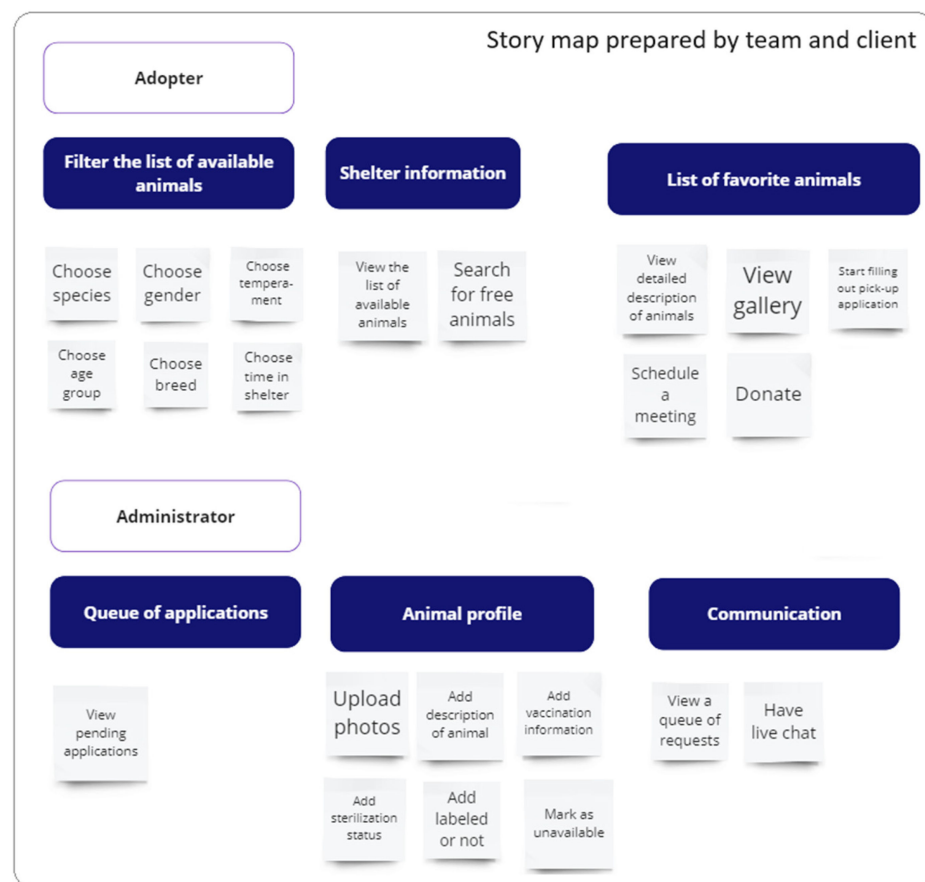 Story map prepared by team and client
Adopter
Filter the list of available
animals
Shelter information
List of favorite animals
Choose
species
Choose
gender
Choose
tempera-
ment
View the
list of
available
animals
Search
for free
animals
View
detailed
description
of animals
View
gallery
Start filling
out pick-up
application
Choose
age
group
Choose
breed
Choose
time in
shelter
Schedule
a
meeting
Donate
Administrator
Queue of applications
Animal profile
Communication
View
pending
applications
Upload
photos
Add
description
of animal
Add
vaccination
information
View a
queue of
requests
Have
live chat
Add
sterilization
status
Add
labeled
or not
Mark as
unavailable